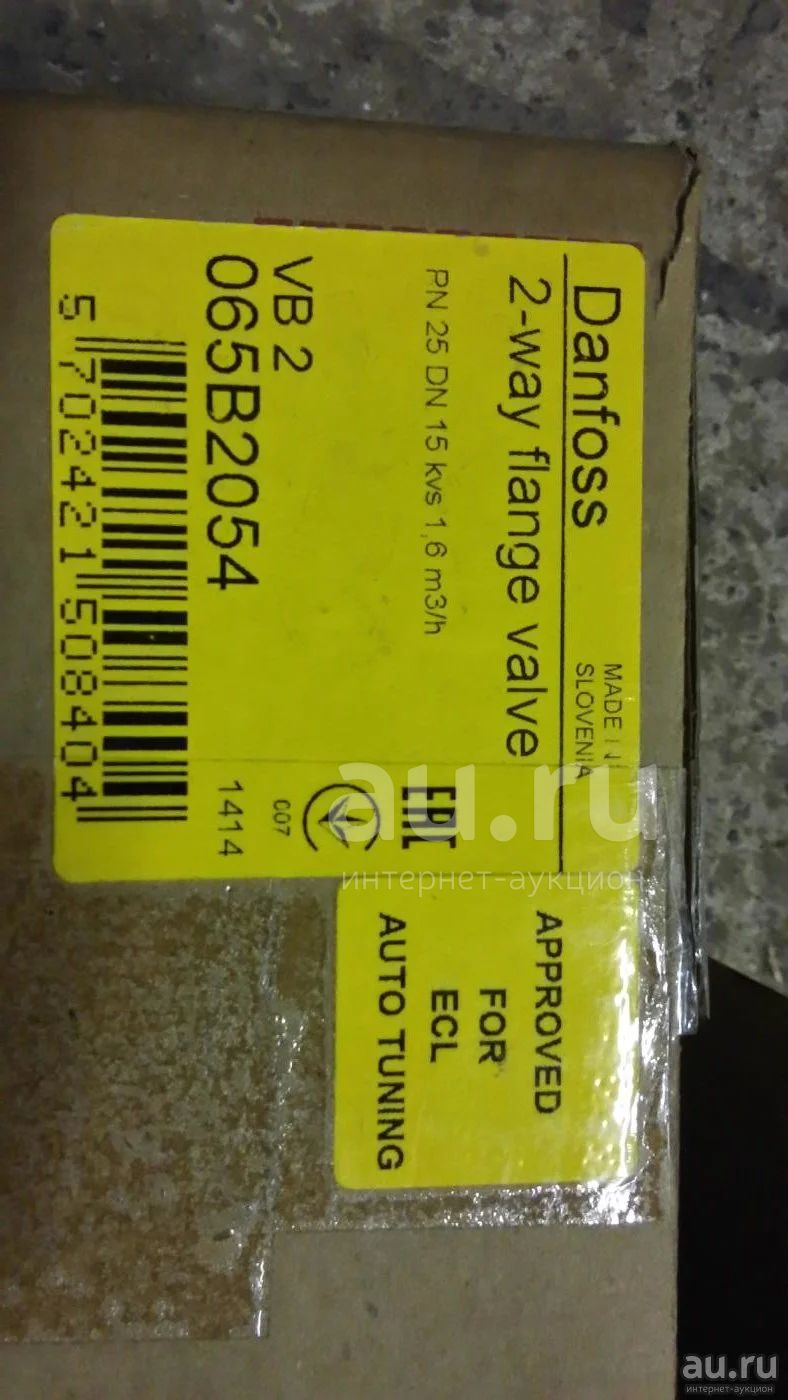 Danfoss
MADE IN
SLOVENIA
2-way flange valve
PN 25 DN 15 kvs 1,6 m3/h
EAC
007
VB 2
065B2054
1414
5 702421 508404
APPROVED
FOR
ECL
AUTO TUNING
au.ru
интернет-аукцион
au.ru
интернет-аукцион